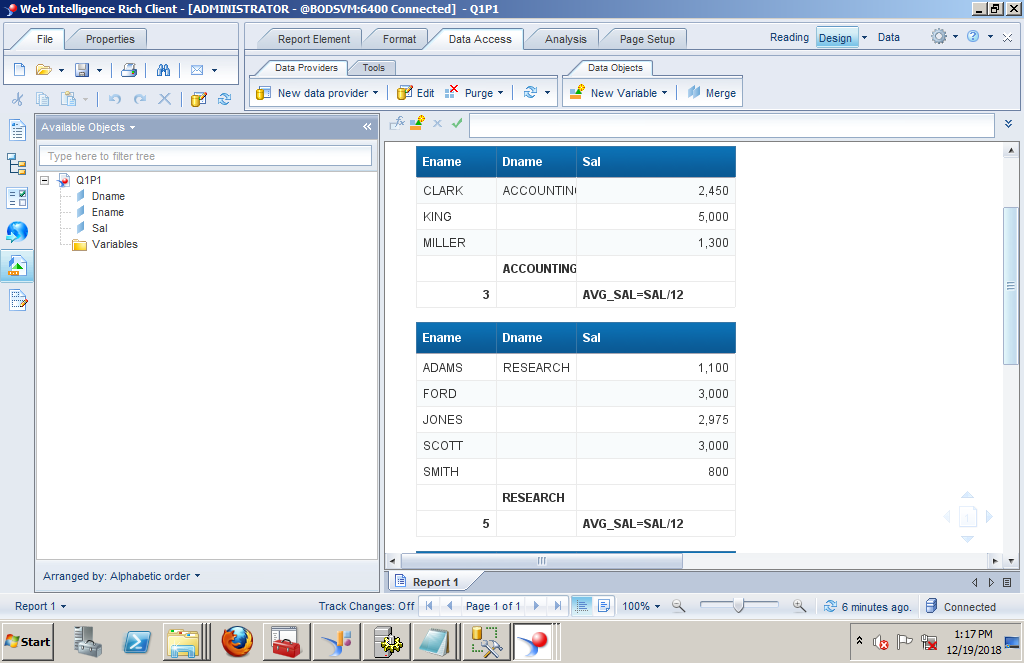 Web Intelligence Rich Client - [ADMINISTRATOR - @BODSVM:6400 Connected] - Q1P1
File Properties Report Element Format Data Access Analysis Page Setup Reading Design Data
Data Providers Tools Data Objects
New data provider Edit Purge New Variable Merge
Available Objects
Type here to filter tree
Q1P1
Dname
Ename
Sal
Variables
Arranged by: Alphabetic order
Ename Dname Sal
CLARK ACCOUNTING 2,450
KING 5,000
MILLER 1,300
ACCOUNTING
3 AVG_SAL=SAL/12
Ename Dname Sal
ADAMS RESEARCH 1,100
FORD 3,000
JONES 2,975
SCOTT 3,000
SMITH 800
RESEARCH
5 AVG_SAL=SAL/12
Report 1
Report 1 Track Changes: Off Page 1 of 1 100% 6 minutes ago. Connected
Start 1:17 PM
12/19/2018